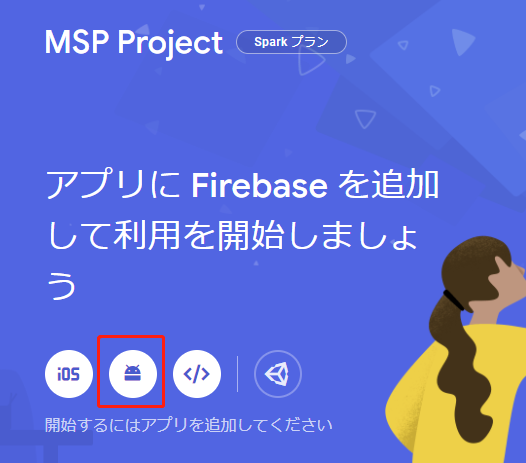 MSP Project Spark プラン
アプリに Firebase を追加
して利用を開始しましょ
う
iOS </>
開始するにはアプリを追加してください